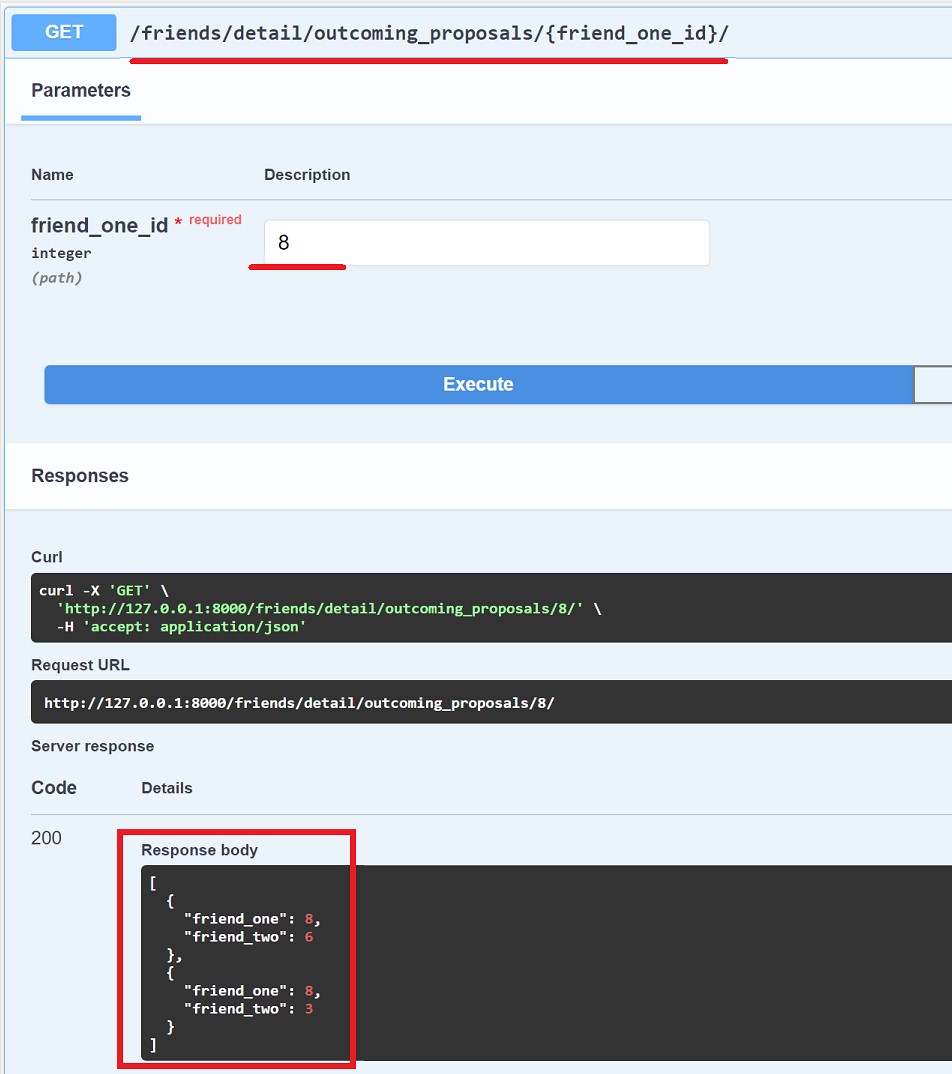 GET /friends/detail/outcoming_proposals/{friend_one_id}/
Parameters
Name Description
friend_one_id * required
8
integer
(path)
Execute
Responses
Curl
curl -X 'GET' \
  'http://127.0.0.1:8000/friends/detail/outcoming_proposals/8/' \
  -H 'accept: application/json'
Request URL
http://127.0.0.1:8000/friends/detail/outcoming_proposals/8/
Server response
Code Details
200
Response body
[
  {
    "friend_one": 8,
    "friend_two": 6
  },
  {
    "friend_one": 8,
    "friend_two": 3
  }
]